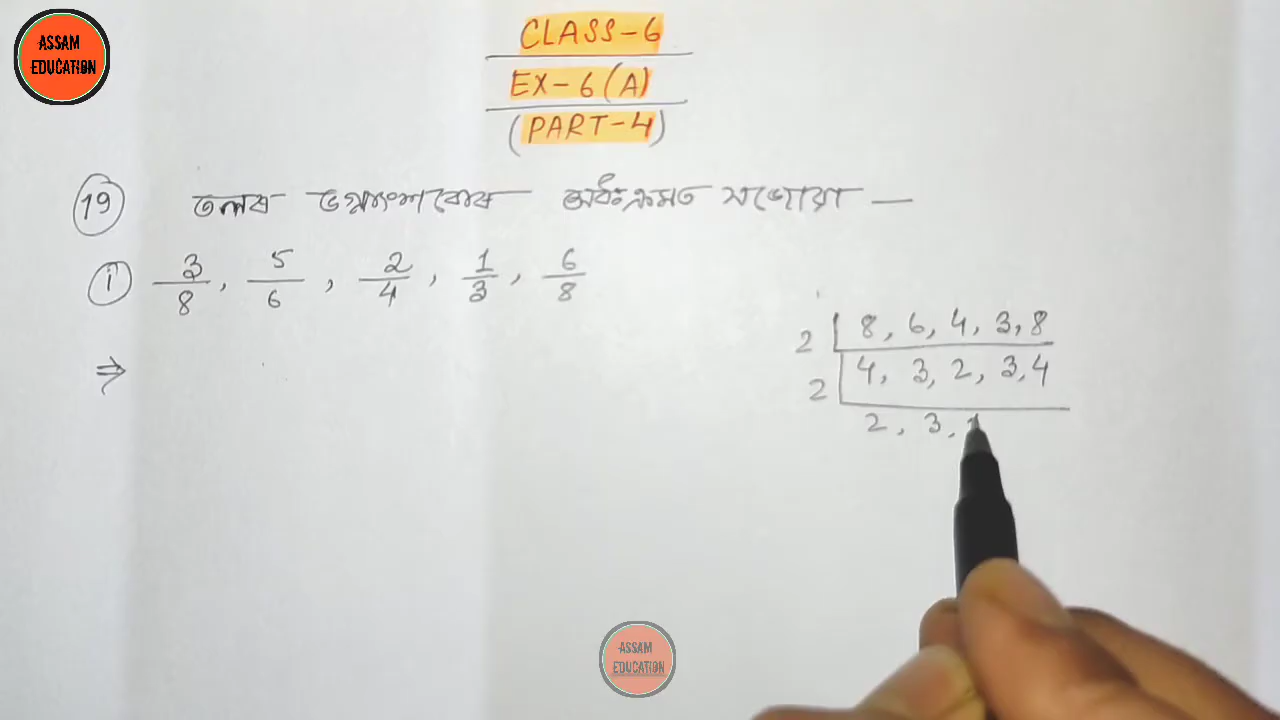 ASSAM
EDUCATION
CLASS-6
EX-6(A)
(PART-4)
19 তলৰ ভগ্নাংশবোৰ অধঃক্ৰমত সজোৱা —
i 3/8, 5/6, 2/4, 1/3, 6/8
⇒
2 8, 6, 4, 3, 8
2 4, 3, 2, 3, 4
2, 3, 1
ASSAM
EDUCATION